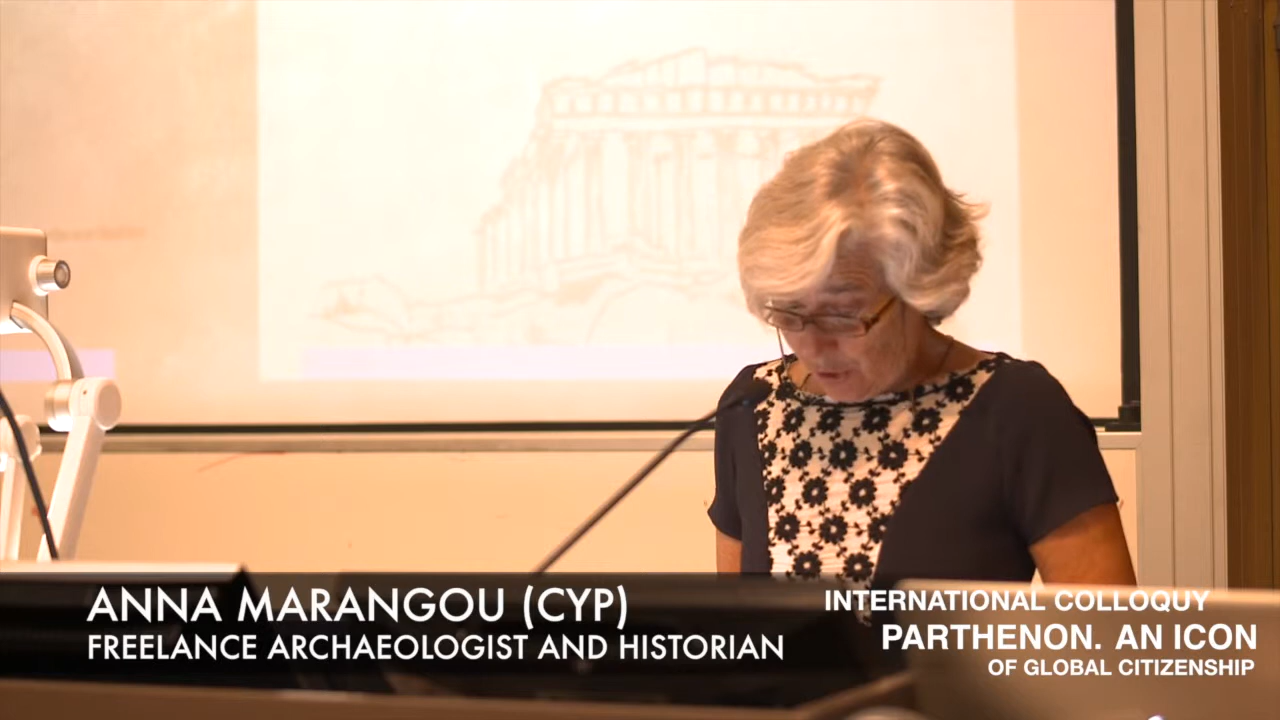 ANNA MARANGOU (CYP)
FREELANCE ARCHAEOLOGIST AND HISTORIAN
INTERNATIONAL COLLOQUY
PARTHENON. AN ICON
OF GLOBAL CITIZENSHIP